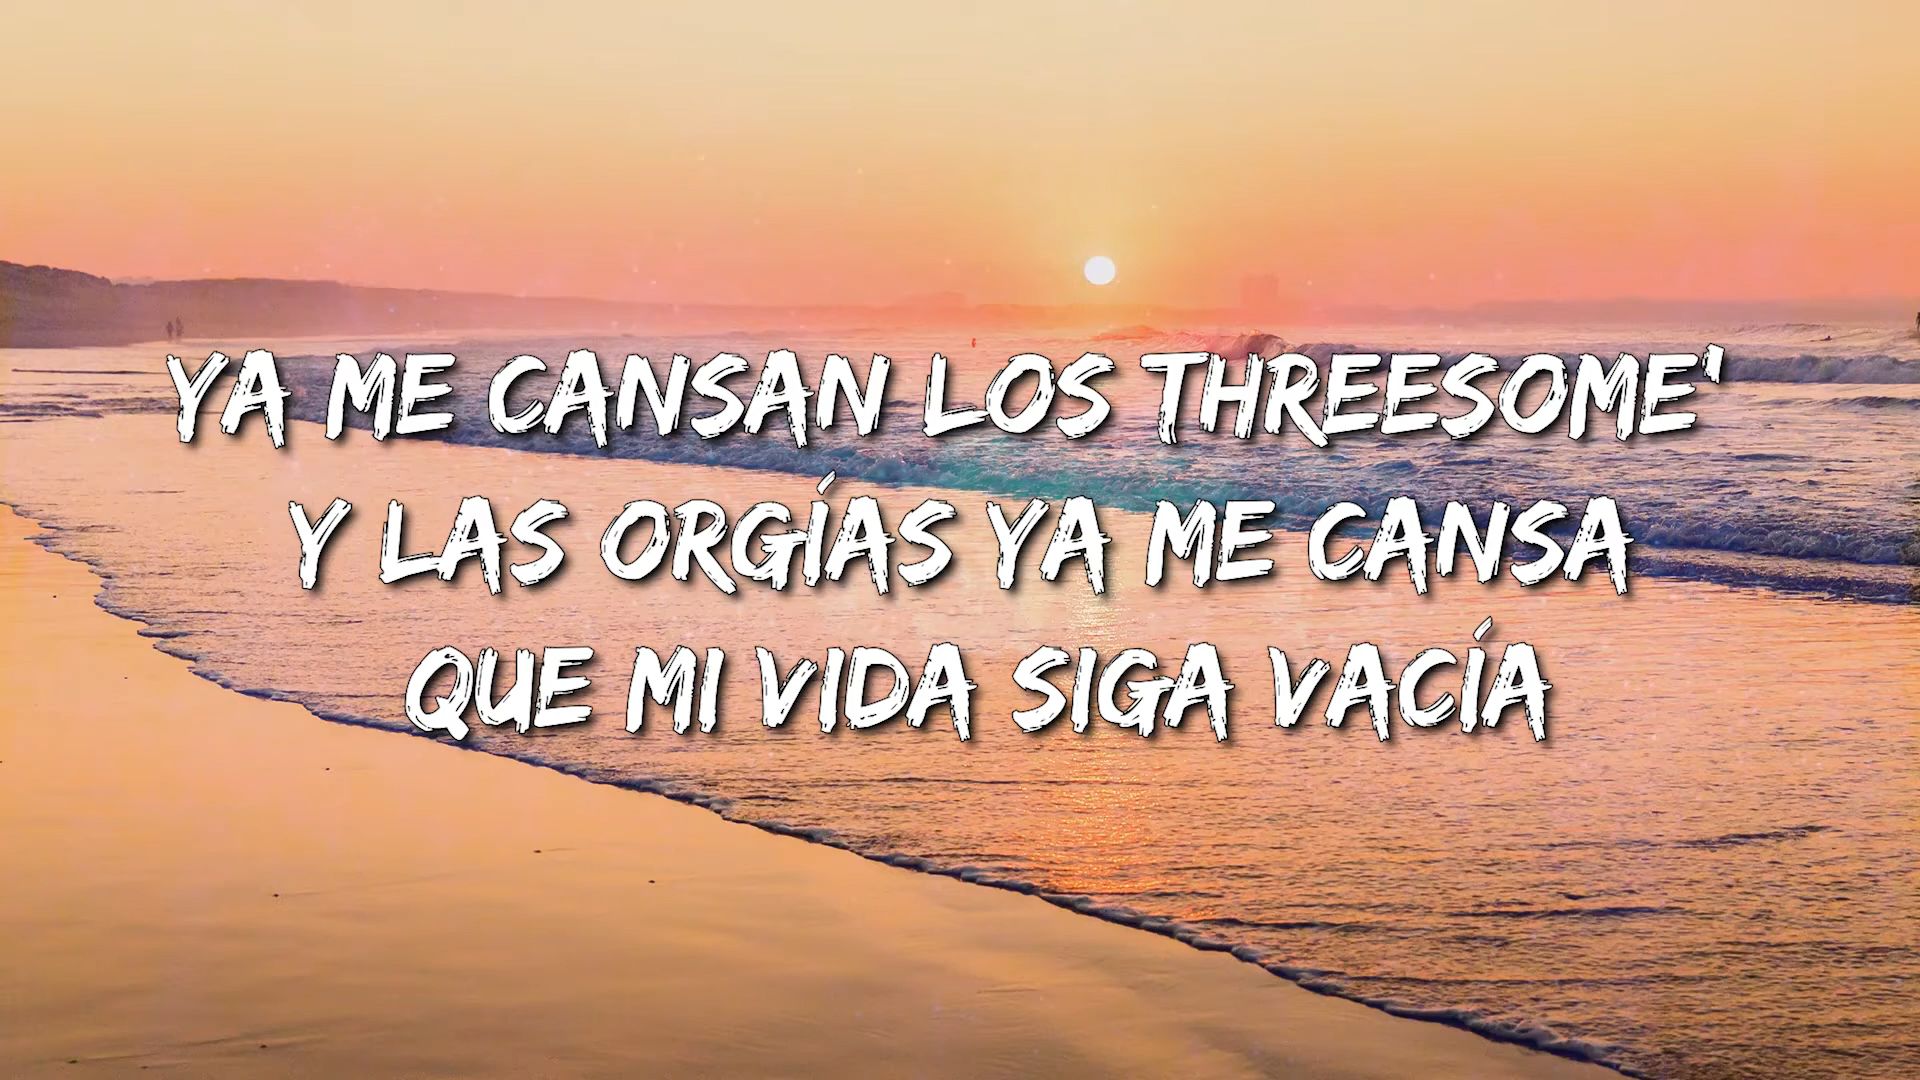 YA ME CANSAN LOS THREESOME'
Y LAS ORGÍAS YA ME CANSA
QUE MI VIDA SIGA VACÍA